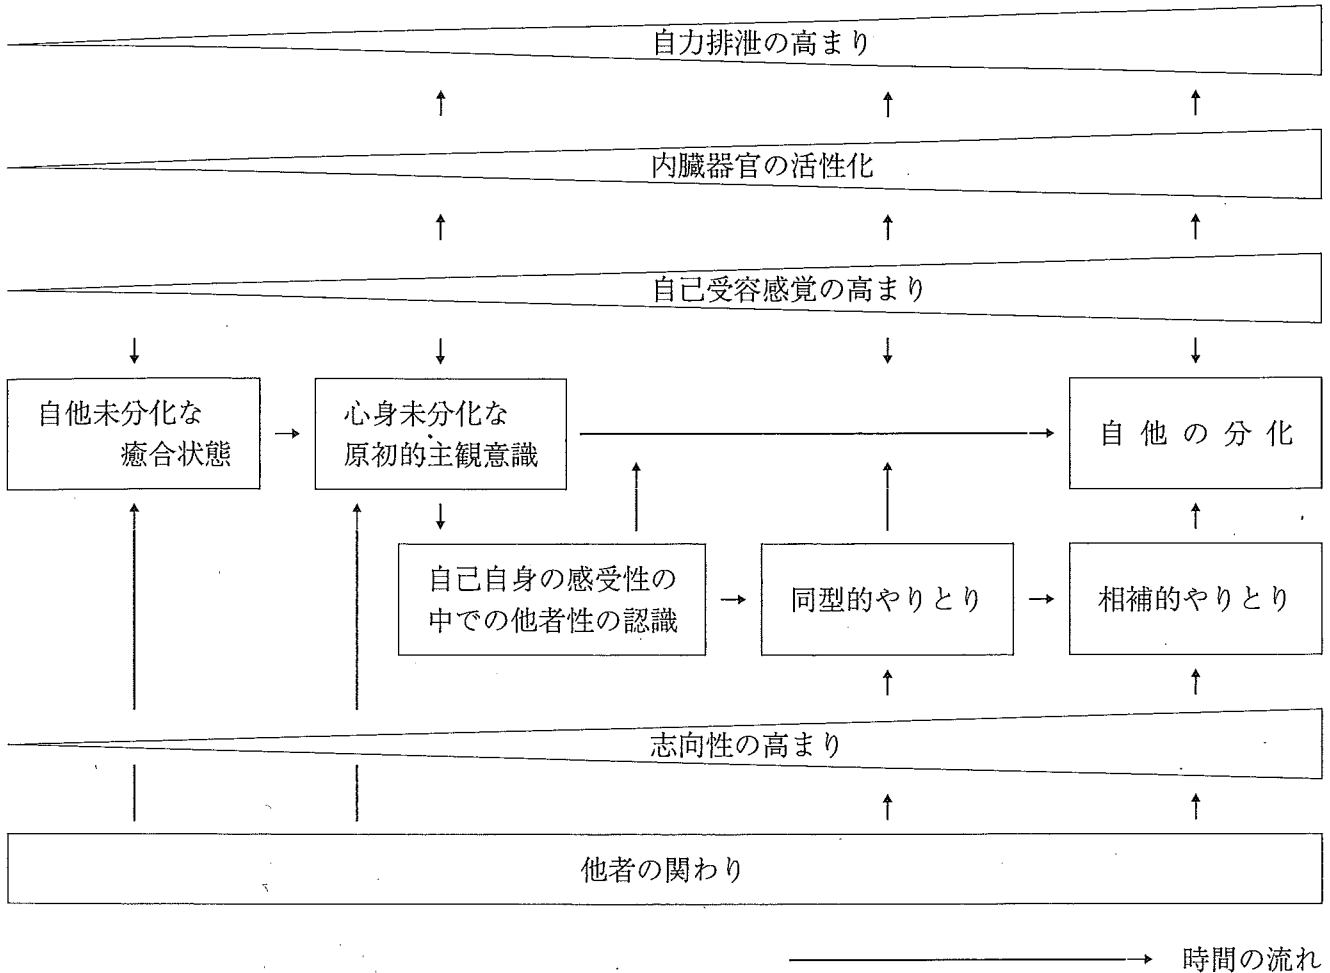 自力排泄の高まり
内臓器官の活性化
自己受容感覚の高まり
自他未分化な
癒合状態
心身未分化な
原初的主観意識
自他の分化
自己自身の感受性の
中での他者性の認識
同型的やりとり
相補的やりとり
志向性の高まり
他者の関わり
時間の流れ